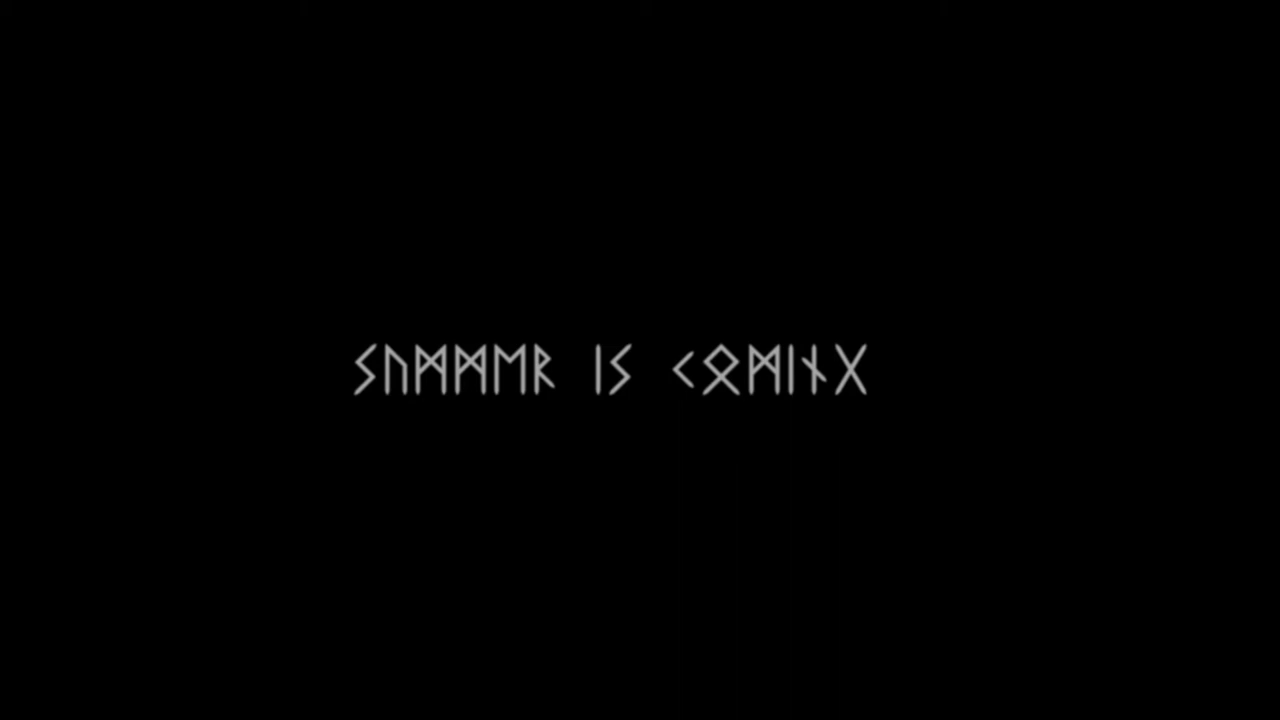 ᛊᚢᛗᛗᛖᚱ ᛁᛊ ᚲᛟᛗᛁᚾᚷ